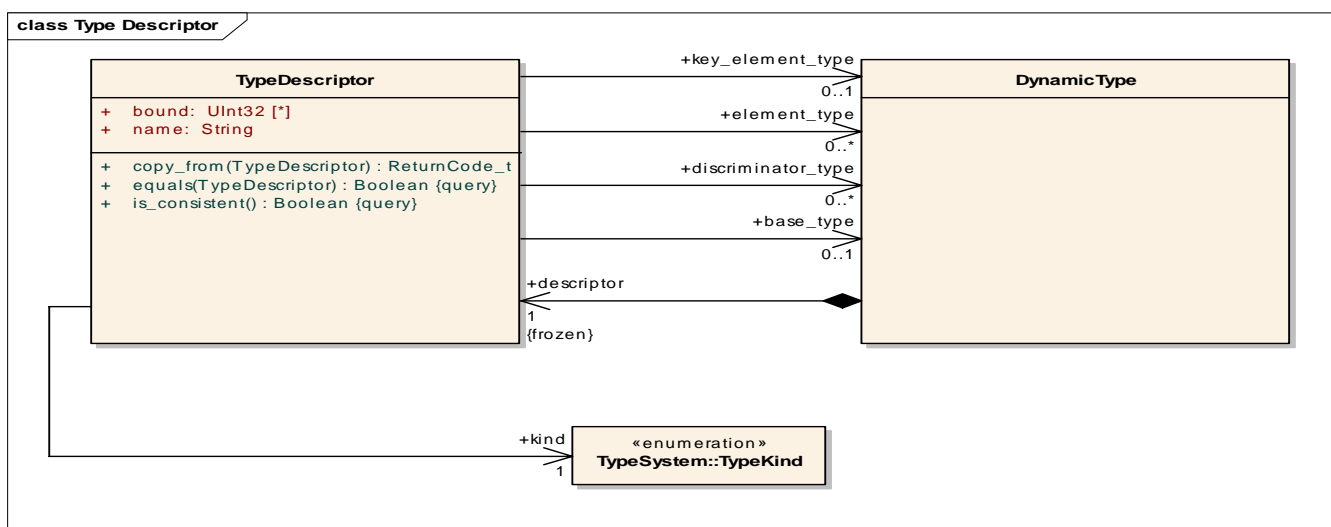 class Type Descriptor
TypeDescriptor
+ bound: UInt32 [*]
+ name: String
+ copy_from(TypeDescriptor) : ReturnCode_t
+ equals(TypeDescriptor) : Boolean {query}
+ is_consistent() : Boolean {query}
+key_element_type
0..1
+element_type
0..*
+discriminator_type
0..*
+base_type
0..1
+descriptor
1
{frozen}
DynamicType
+kind
1
«enumeration»
TypeSystem::TypeKind